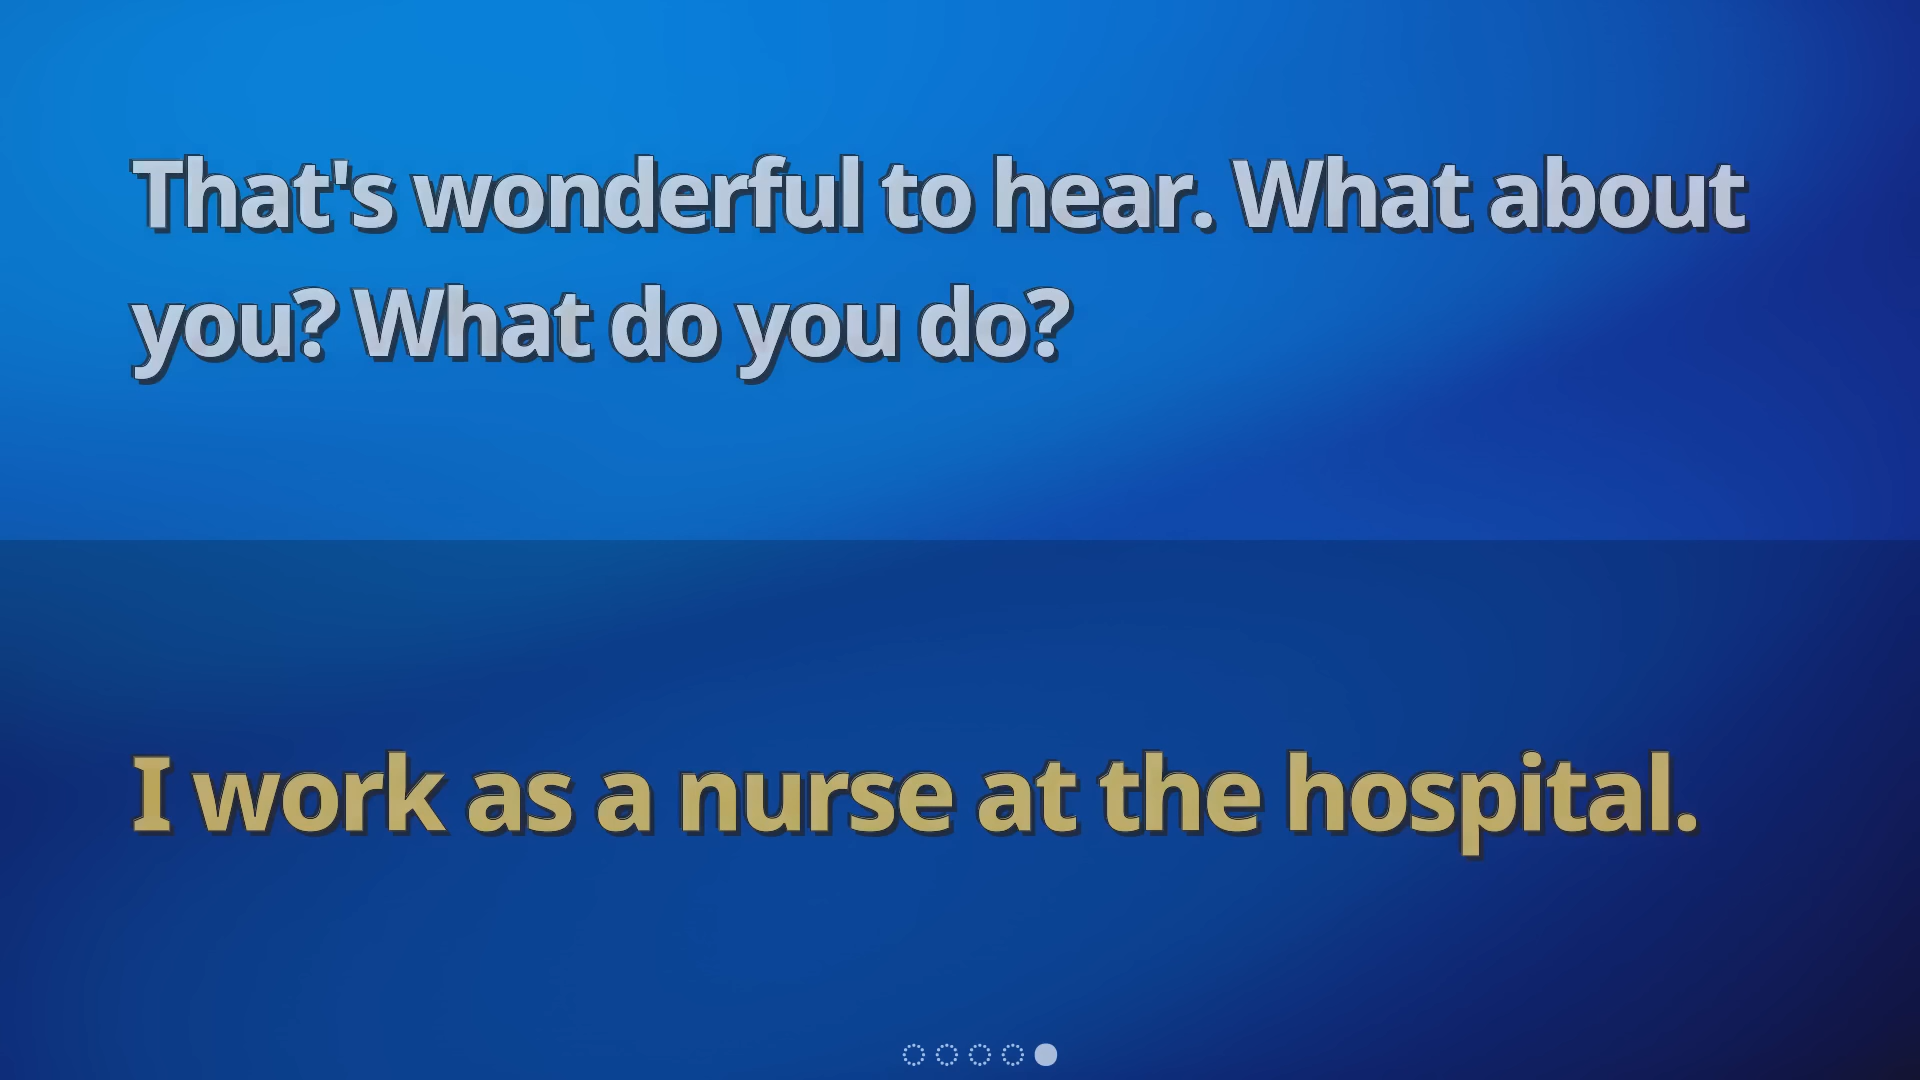 That's wonderful to hear. What about
you? What do you do?
I work as a nurse at the hospital.